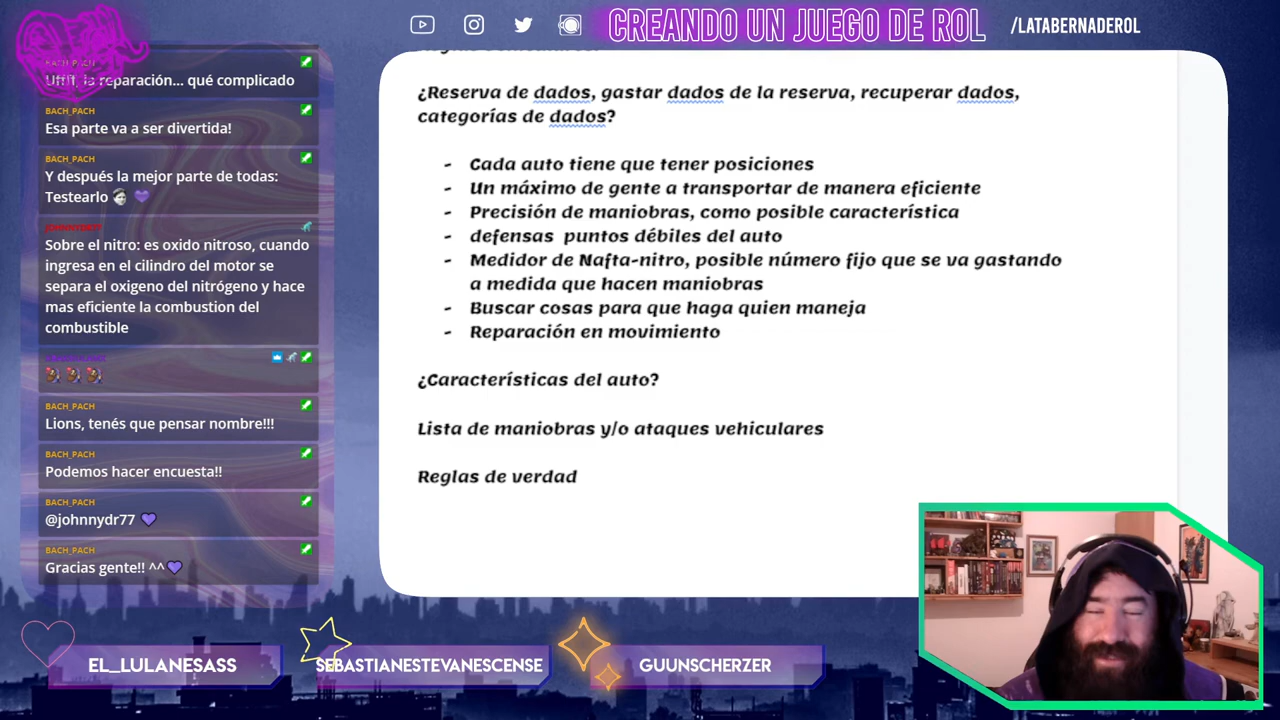 CREANDO UN JUEGO DE ROL
/LATABERNADEROL
BACH_PACH
Ufff, la reparación... qué complicado
BACH_PACH
Esa parte va a ser divertida!
BACH_PACH
Y después la mejor parte de todas:
Testearlo
Sobre el nitro: es oxido nitroso, cuando
ingresa en el cilindro del motor se
separa el oxigeno del nitrógeno y hace
mas eficiente la combustion del
combustible
BACH_PACH
Lions, tenés que pensar nombre!!!
BACH_PACH
Podemos hacer encuesta!!
BACH_PACH
@johnnydr77
BACH_PACH
Gracias gente!! ^^
¿Reserva de dados, gastar dados de la reserva, recuperar dados,
categorías de dados?
- Cada auto tiene que tener posiciones
- Un máximo de gente a transportar de manera eficiente
- Precisión de maniobras, como posible característica
- defensas puntos débiles del auto
- Medidor de Nafta-nitro, posible número fijo que se va gastando
a medida que hacen maniobras
- Buscar cosas para que haga quien maneja
- Reparación en movimiento
¿Características del auto?
Lista de maniobras y/o ataques vehiculares
Reglas de verdad
EL_LULANESASS
SEBASTIANESTEVANESCENSE
GUUNSCHERZER